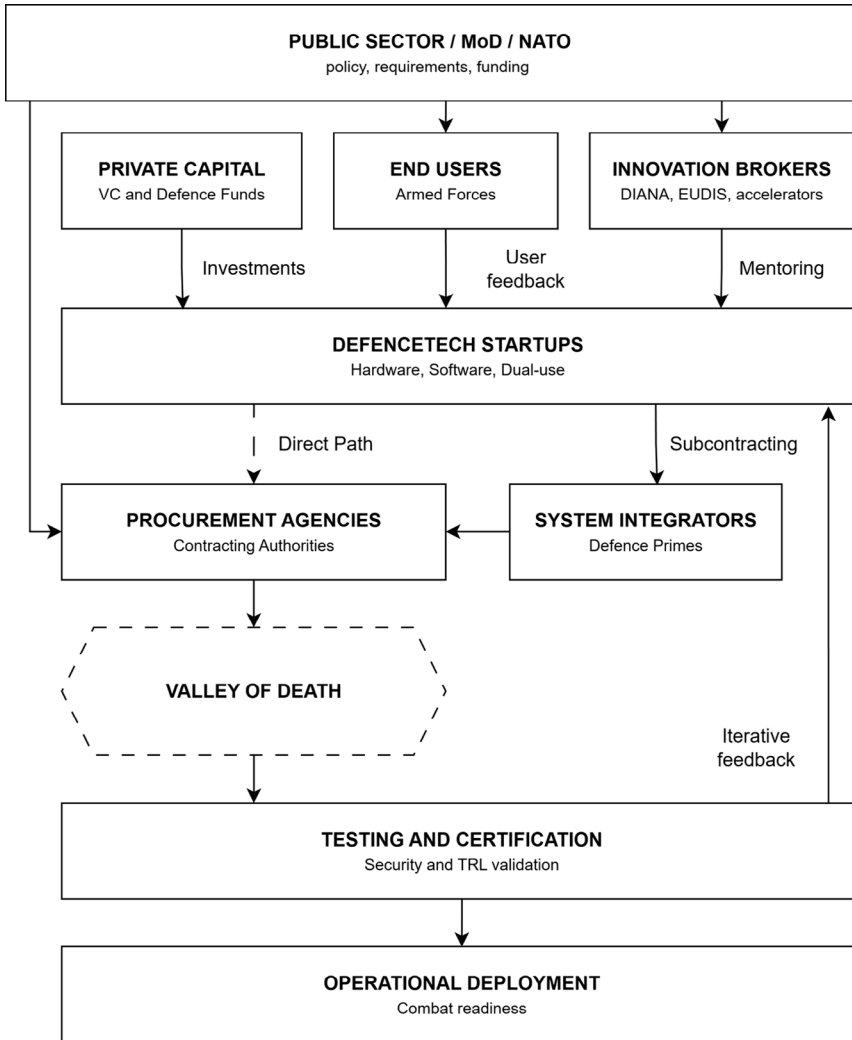 PUBLIC SECTOR / MoD / NATO
policy, requirements, funding
PRIVATE CAPITAL
VC and Defence Funds
END USERS
Armed Forces
INNOVATION BROKERS
DIANA, EUDIS, accelerators
Investments
User
feedback
Mentoring
DEFENCETECH STARTUPS
Hardware, Software, Dual-use
Direct Path
Subcontracting
PROCUREMENT AGENCIES
Contracting Authorities
SYSTEM INTEGRATORS
Defence Primes
VALLEY OF DEATH
Iterative
feedback
TESTING AND CERTIFICATION
Security and TRL validation
OPERATIONAL DEPLOYMENT
Combat readiness